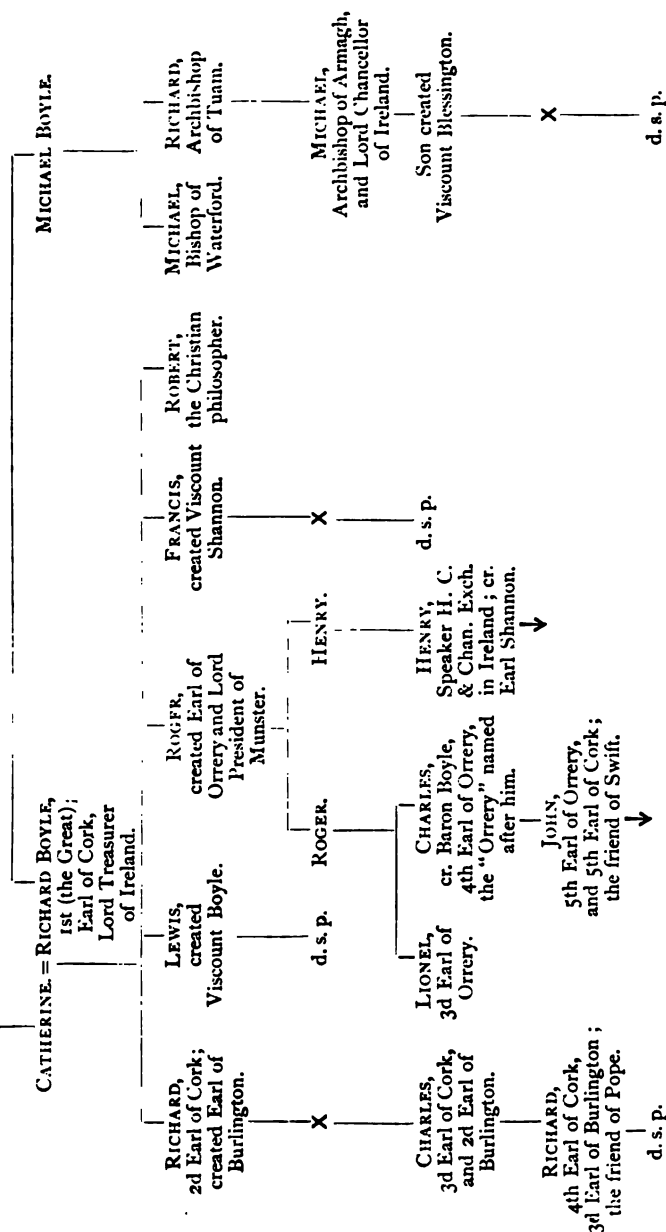 CATHERINE. = RICHARD BOYLE,
1st (the Great);
Earl of Cork,
Lord Treasurer
of Ireland.
MICHAEL BOYLE.
RICHARD,
2d Earl of Cork;
created Earl of
Burlington.
LEWIS,
created
Viscount Boyle.
ROGER,
created Earl of
Orrery and Lord
President of
Munster.
FRANCIS,
created Viscount
Shannon.
ROBERT,
the Christian
philosopher.
MICHAEL,
Bishop of
Waterford.
RICHARD,
Archbishop
of Tuam.
×
d. s. p.
ROGER.
HENRY.
×
MICHAEL,
Archbishop of Armagh,
and Lord Chancellor
of Ireland.
CHARLES,
3d Earl of Cork,
and 2d Earl of
Burlington.
LIONEL,
3d Earl of
Orrery.
CHARLES,
cr. Baron Boyle,
4th Earl of Orrery,
the "Orrery" named
after him.
HENRY,
Speaker H. C.
& Chan. Exch.
in Ireland ; cr.
Earl Shannon.
d. s. p.
Son created
Viscount Blessington.
RICHARD,
4th Earl of Cork,
3d Earl of Burlington ;
the friend of Pope.
JOHN,
5th Earl of Orrery,
and 5th Earl of Cork ;
the friend of Swift.
×
d. s. p.
d. s. p.